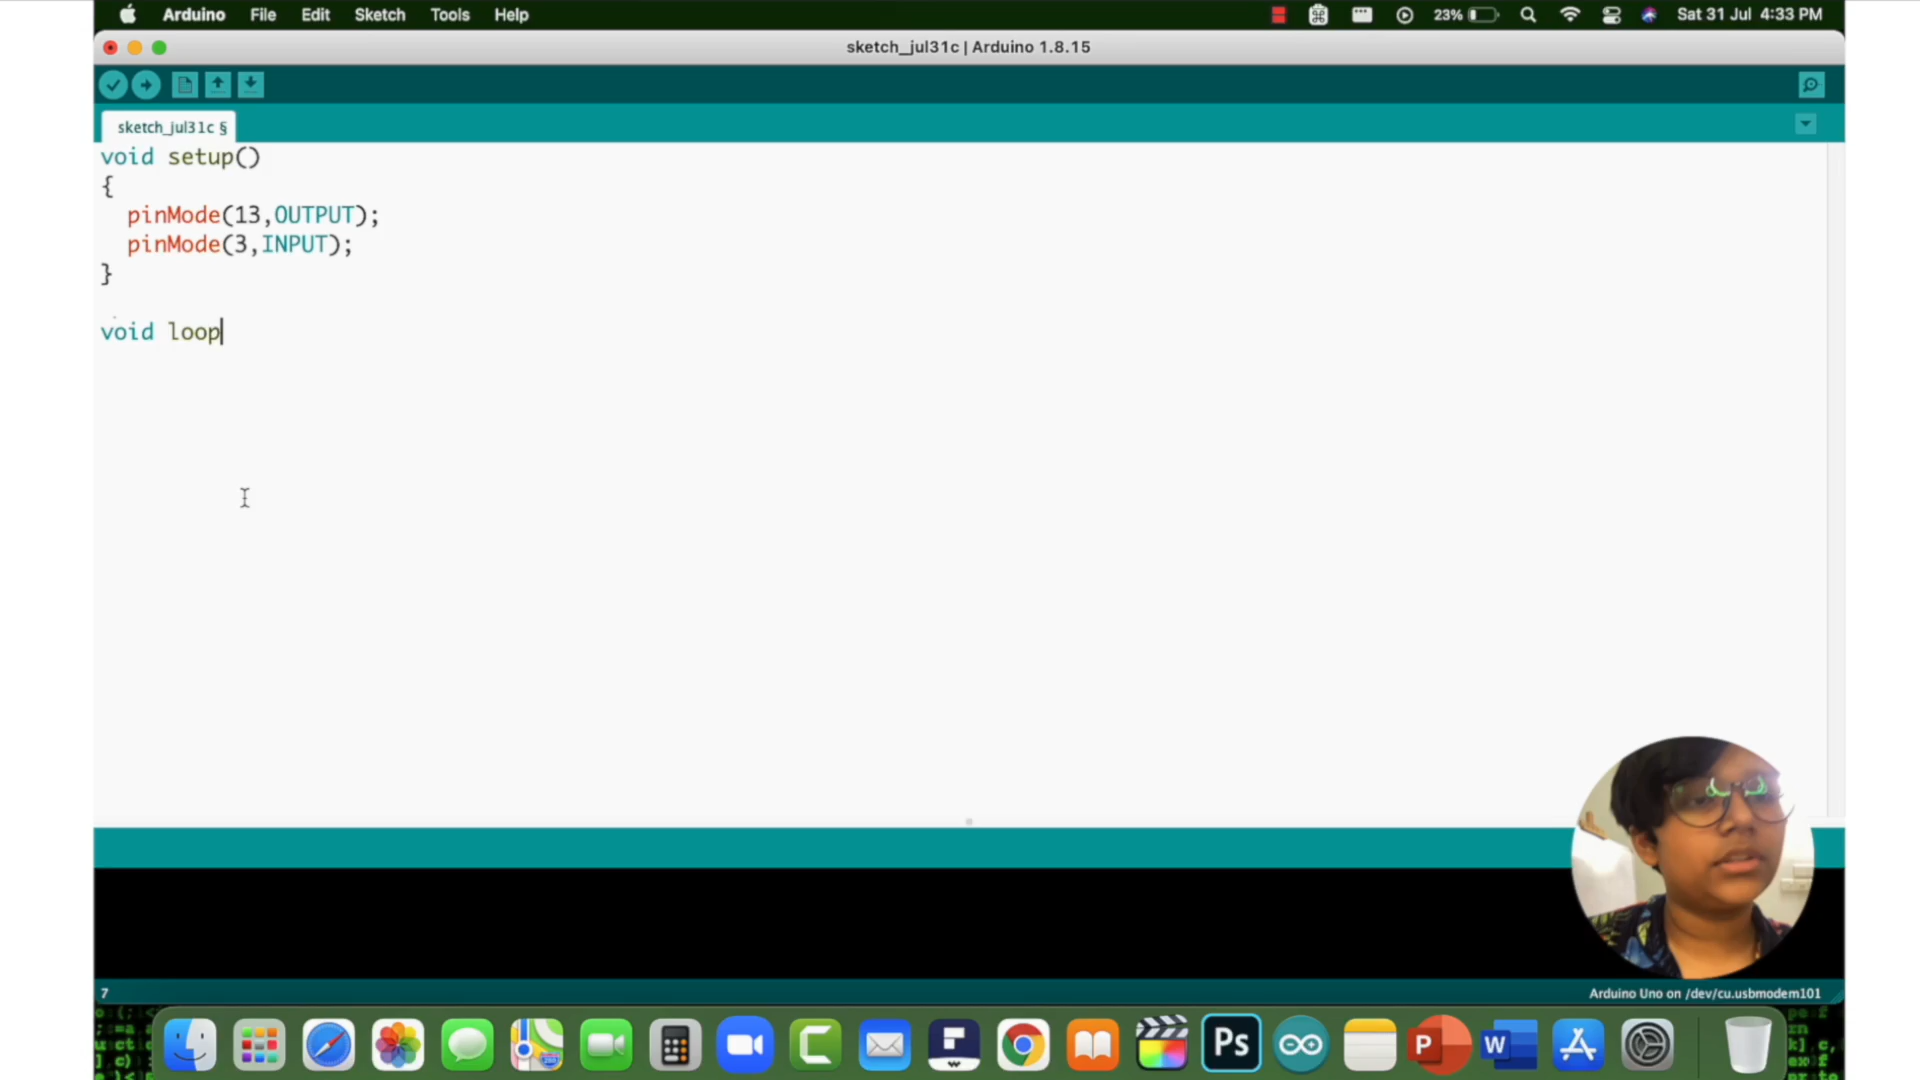 Arduino File Edit Sketch Tools Help 23% Sat 31 Jul 4:33 PM
sketch_jul31c | Arduino 1.8.15
sketch_jul31c §
void setup()
{
pinMode(13,OUTPUT);
pinMode(3,INPUT);
}
void loop
7
Arduino Uno on /dev/cu.usbmodem101
Ps
P
W